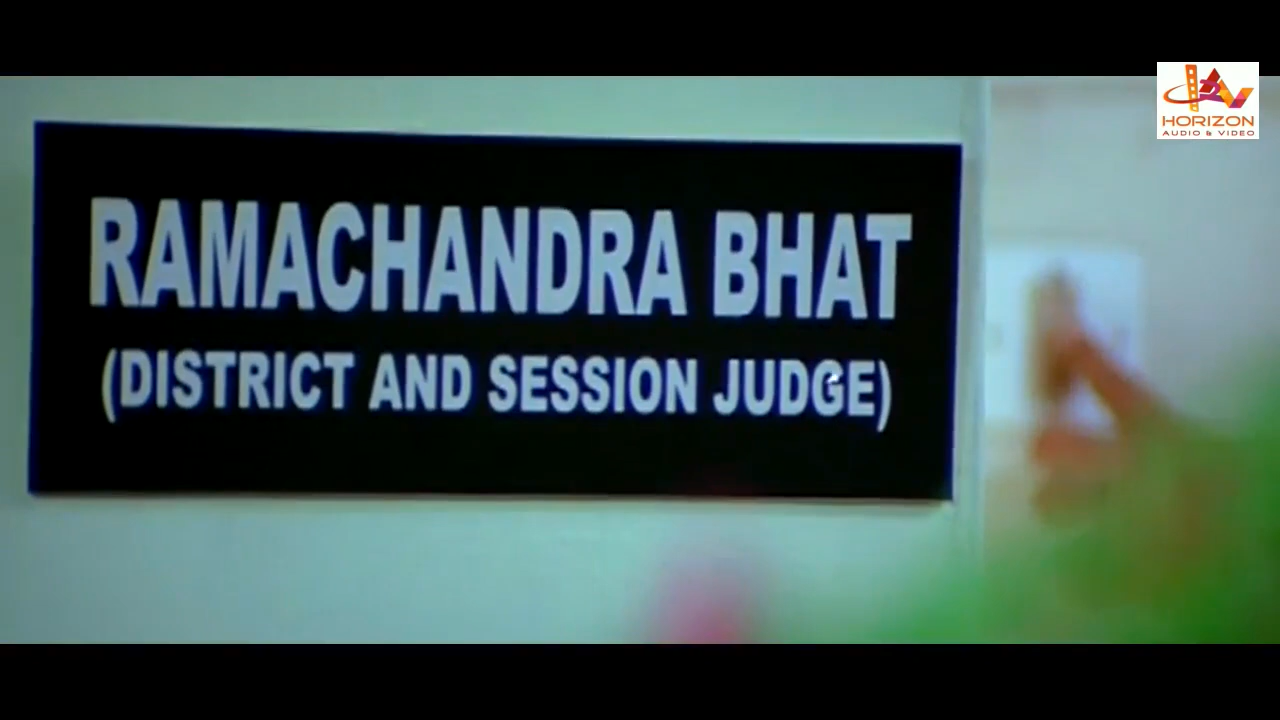 HORIZON
AUDIO & VIDEO
RAMACHANDRA BHAT
(DISTRICT AND SESSION JUDGE)